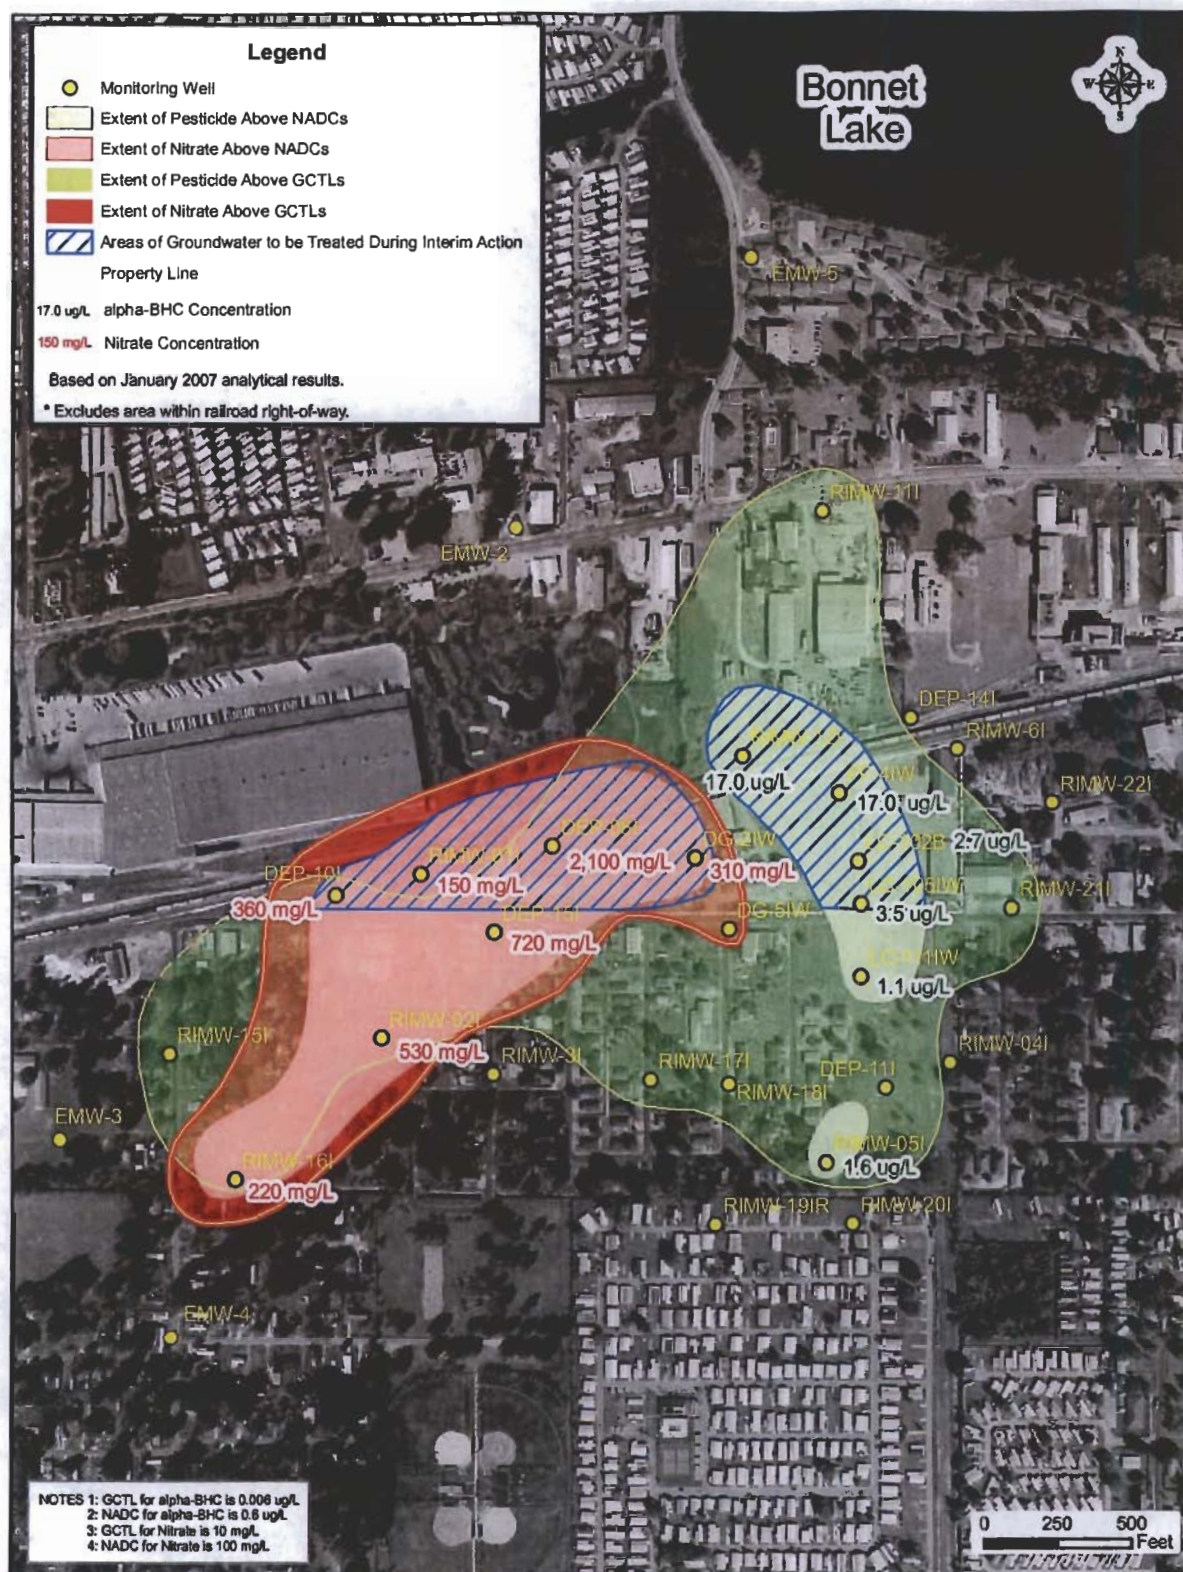 Legend
Monitoring Well
Extent of Pesticide Above NADCs
Extent of Nitrate Above NADCs
Extent of Pesticide Above GCTLs
Extent of Nitrate Above GCTLs
Areas of Groundwater to be Treated During Interim Action
Property Line
17.0 ug/L alpha-BHC Concentration
150 mg/L Nitrate Concentration
Based on January 2007 analytical results.
* Excludes area within railroad right-of-way.
Bonnet
Lake
N
W E
S
EMW-5
RIMW-11I
EMW-2
DEP-14I
RIMW-6I
17.0 ug/L
17.0* ug/L
RIMW-22I
2.7 ug/L
DG-2IW
2,100 mg/L
310 mg/L
DEP-10I
150 mg/L
360 mg/L
RIMW-21I
3.5 ug/L
DG-5IW
DEP-15I
720 mg/L
1.1 ug/L
RIMW-02I
530 mg/L
RIMW-15I
RIMW-3I
RIMW-17I
RIMW-18I
DEP-11I
RIMW-04I
EMW-3
RIMW-05I
1.6 ug/L
RIMW-16I
220 mg/L
RIMW-19IR
RIMW-20I
EMW-4
NOTES 1: GCTL for alpha-BHC is 0.006 ug/L
2: NADC for alpha-BHC is 0.6 ug/L
3: GCTL for Nitrate is 10 mg/L
4: NADC for Nitrate is 100 mg/L
0 250 500
Feet